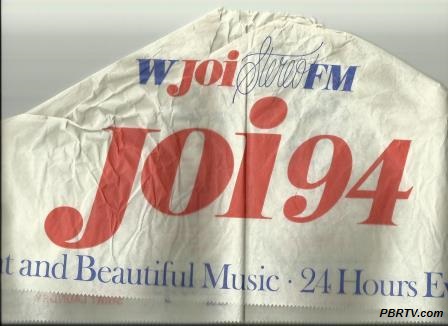 WJOi Stereo FM
JOi94
and Beautiful Music · 24 Hours
PBRTV.com